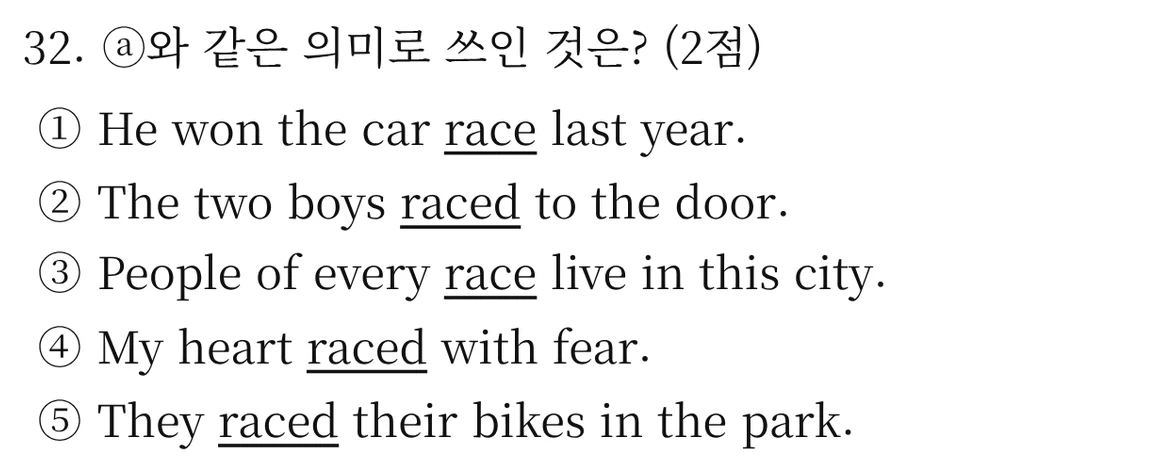 32. ⓐ와 같은 의미로 쓰인 것은? (2점)
① He won the car race last year.
② The two boys raced to the door.
③ People of every race live in this city.
④ My heart raced with fear.
⑤ They raced their bikes in the park.